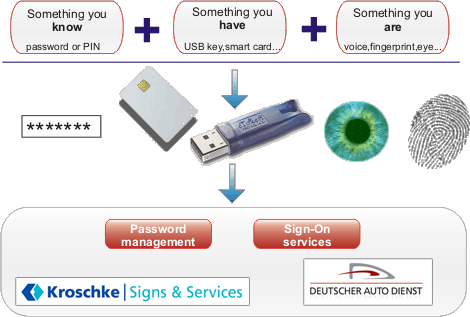 Something you
know
password or PIN
Something you
have
USB key,smart card...
Something you
are
voice,fingerprint,eye...
*******
Password
management
Sign-On
services
Kroschke | Signs & Services
DEUTSCHER AUTO DIENST